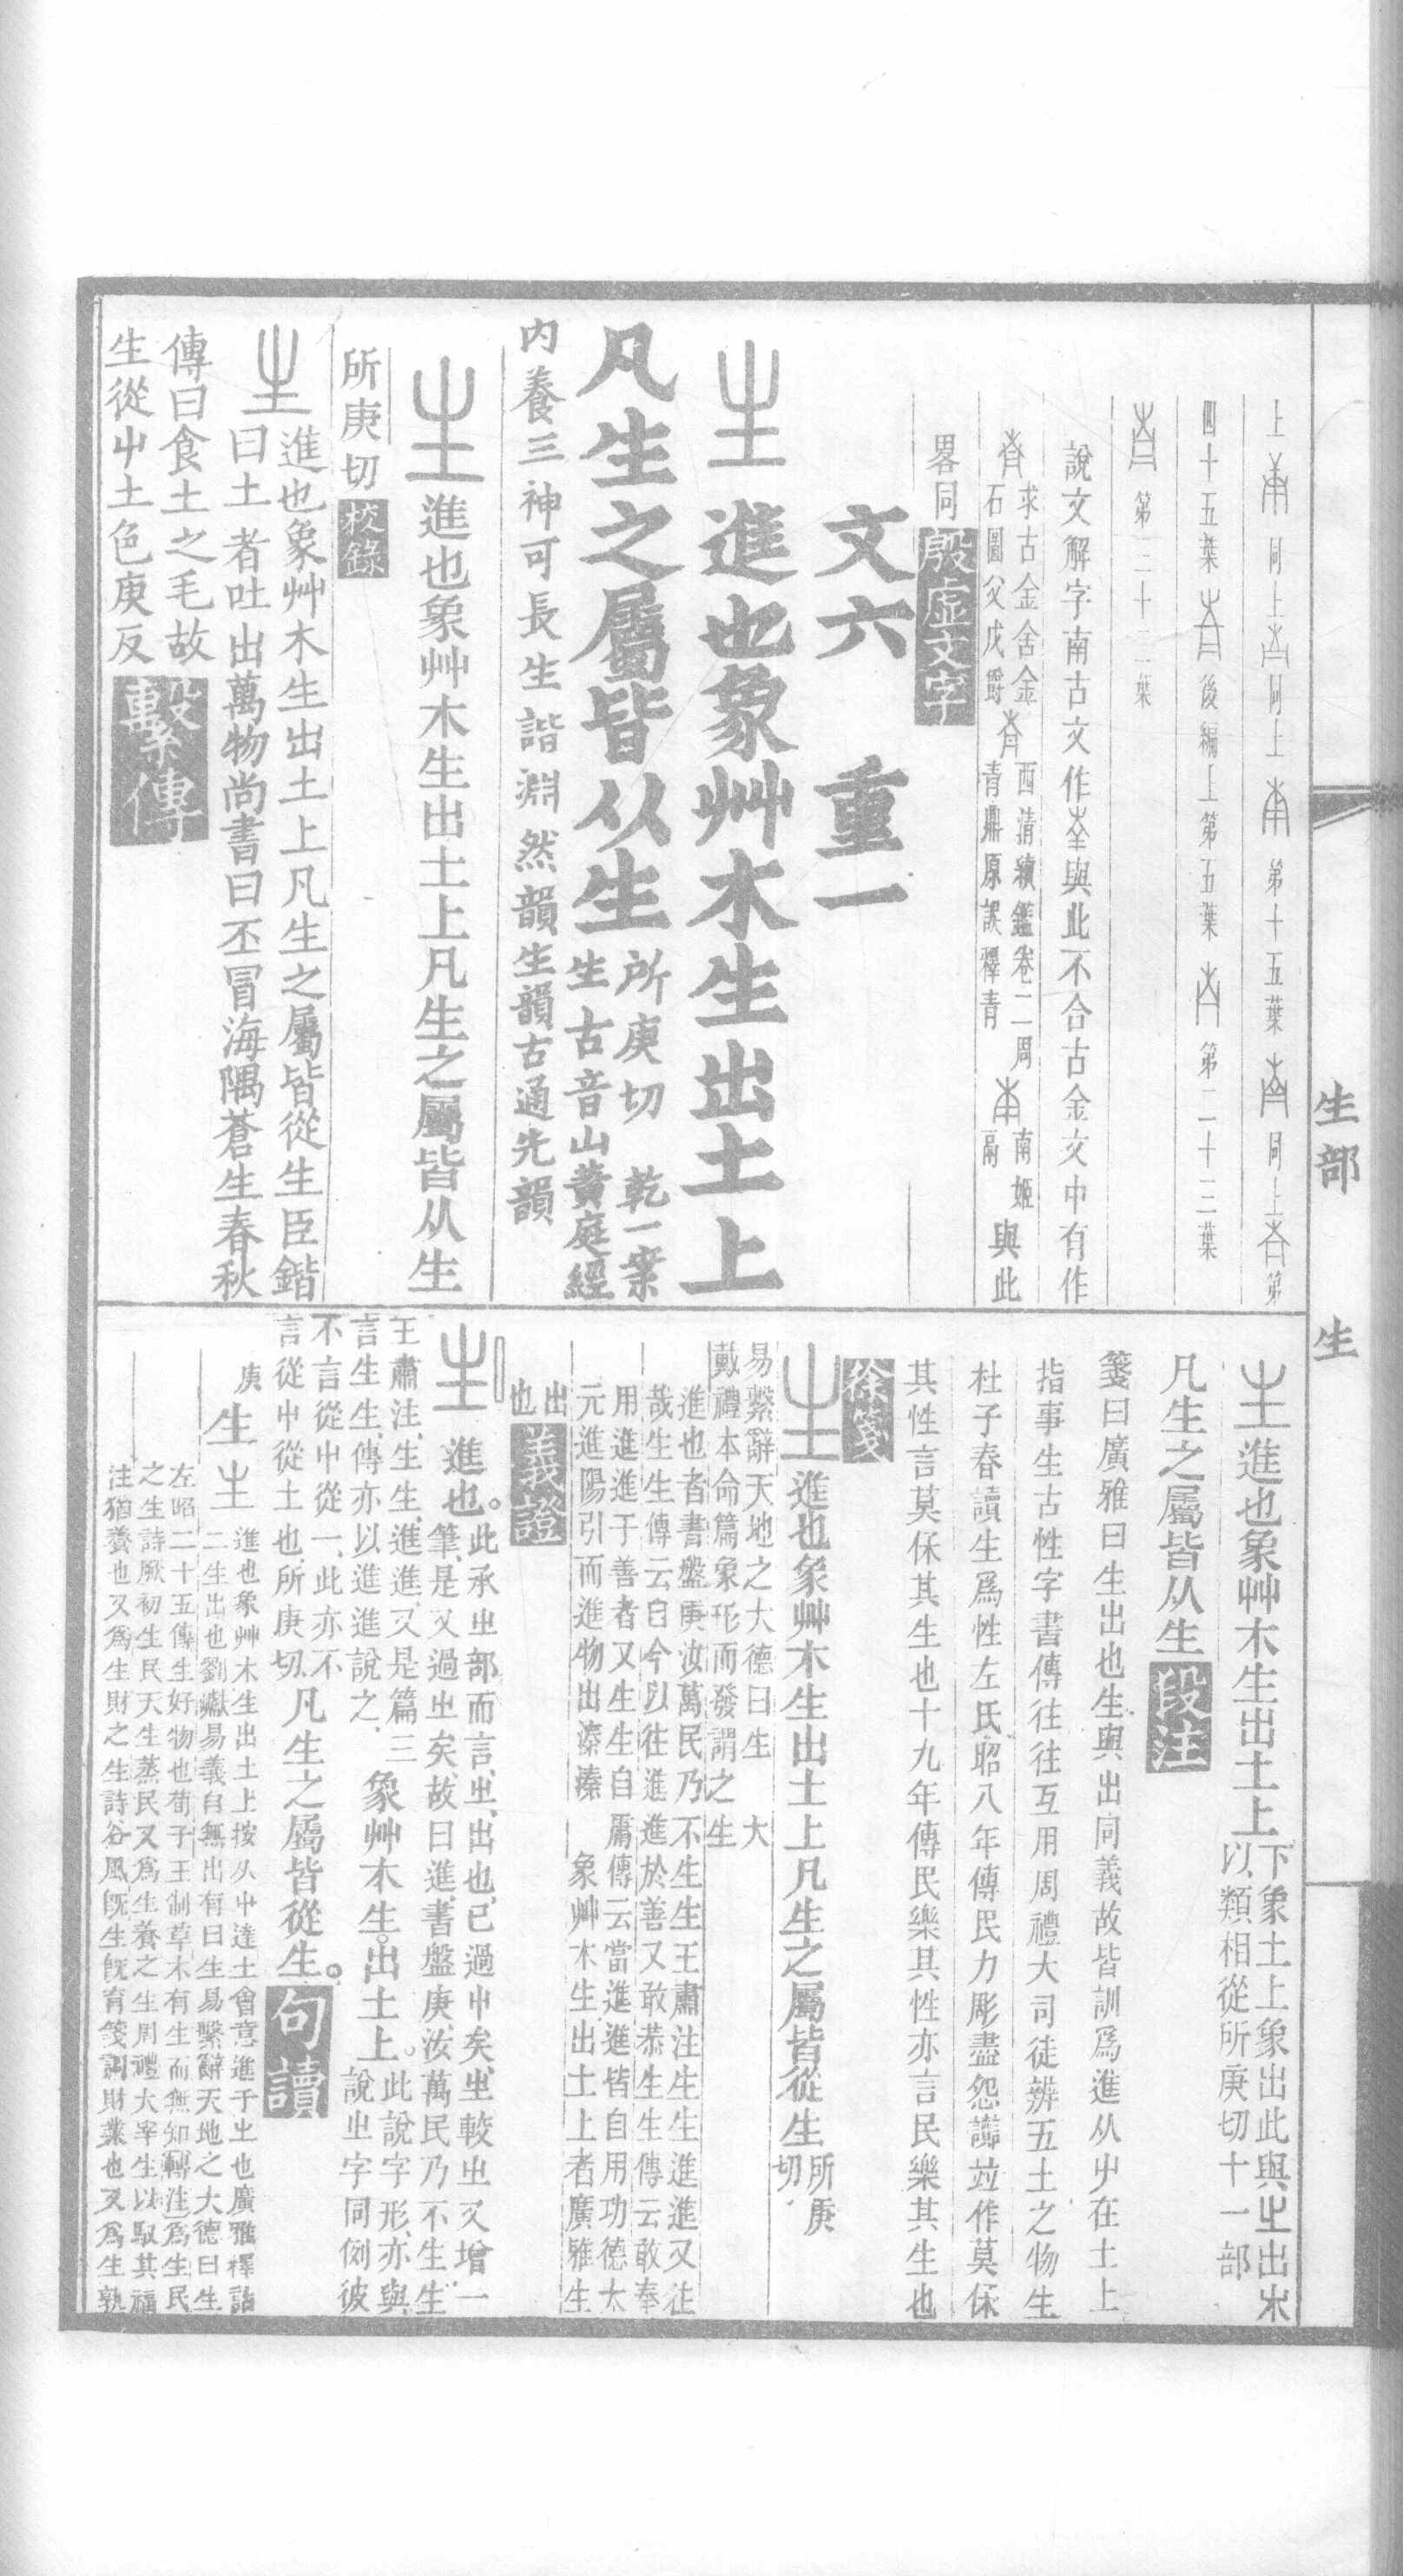 生部　生
上　同上　同上　第十五葉　同上　第
四十五葉　後編上第五葉　第二十三葉
第三十二葉
說文解字南古文作𡴖與此不合古金文中有作
求古金舍金　西清續鑑卷二周　南姬
石圖父戊爵　青鼎原誤釋青　鬲　與此
畧同殷虛文字
文六　重一
生進也象艸木生出土上
凡生之屬皆从生所庚切　乾一案
生古音山黃庭經
內養三神可長生諧淵然韻生韻古通先韻
生進也象艸木生出土上凡生之屬皆从生
所庚切校錄
生進也象艸木生出土上凡生之屬皆從生臣鍇
曰土者吐出萬物尚書曰丕冒海隅蒼生春秋
傳曰食土之毛故
生從屮土色庚反繫傳
生進也象艸木生出土上下象土上象出此與㞢出𣎵
以類相從所庚切十一部
凡生之屬皆从生段注
箋曰廣雅曰生出也生與出同義故皆訓爲進从屮在土上
指事生古性字書傳往往互用周禮大司徒辨五土之物生
杜子春讀生爲性左氏昭八年傳民力彫盡怨讟竝作莫保
其性言莫保其生也十九年傳民樂其性亦言民樂其生也
徐箋
生進也象艸木生出土上凡生之屬皆從生所庚
切
易繫辭天地之大德曰生　大
戴禮本命篇象形而發謂之生
進也者書盤庚汝萬民乃不生生王肅注生生進進又往
哉生生傳云自今以往進進於善又敢恭生生傳云敢奉
用進進于善者又生生自庸傳云當進進皆自用功德太
元進陽引而進物出溱溱　象艸木生出土上者廣雅生
出
也義證
生進也。此承㞢部而言㞢、出也、已過屮矣、㞢較㞢又增一
筆、是又過㞢矣、故曰進、書盤庚、汝萬民乃不生生、
王肅注、生生、進進、又是篇三
言生生、傳亦以進進說之、象艸木生。出土上。此說字形、亦與
不言從屮從一、此亦不　說㞢字同例彼
言從屮從土也、所庚切、凡生之屬皆從生。句讀
庚
生　生　進也象艸木生出土上按从屮達土會意進于㞢也廣雅釋詁
二生出也劉巘易義自無出有曰生易繫辭天地之大德曰生
左昭二十五傳生好物也荀子王制草木有生而無知轉注爲生民
之生詩厥初生民天生蒸民又爲生養之生周禮大宰生以馭其福
注猶養也又爲生財之生詩谷風旣生旣育箋謂財業也又爲生孰